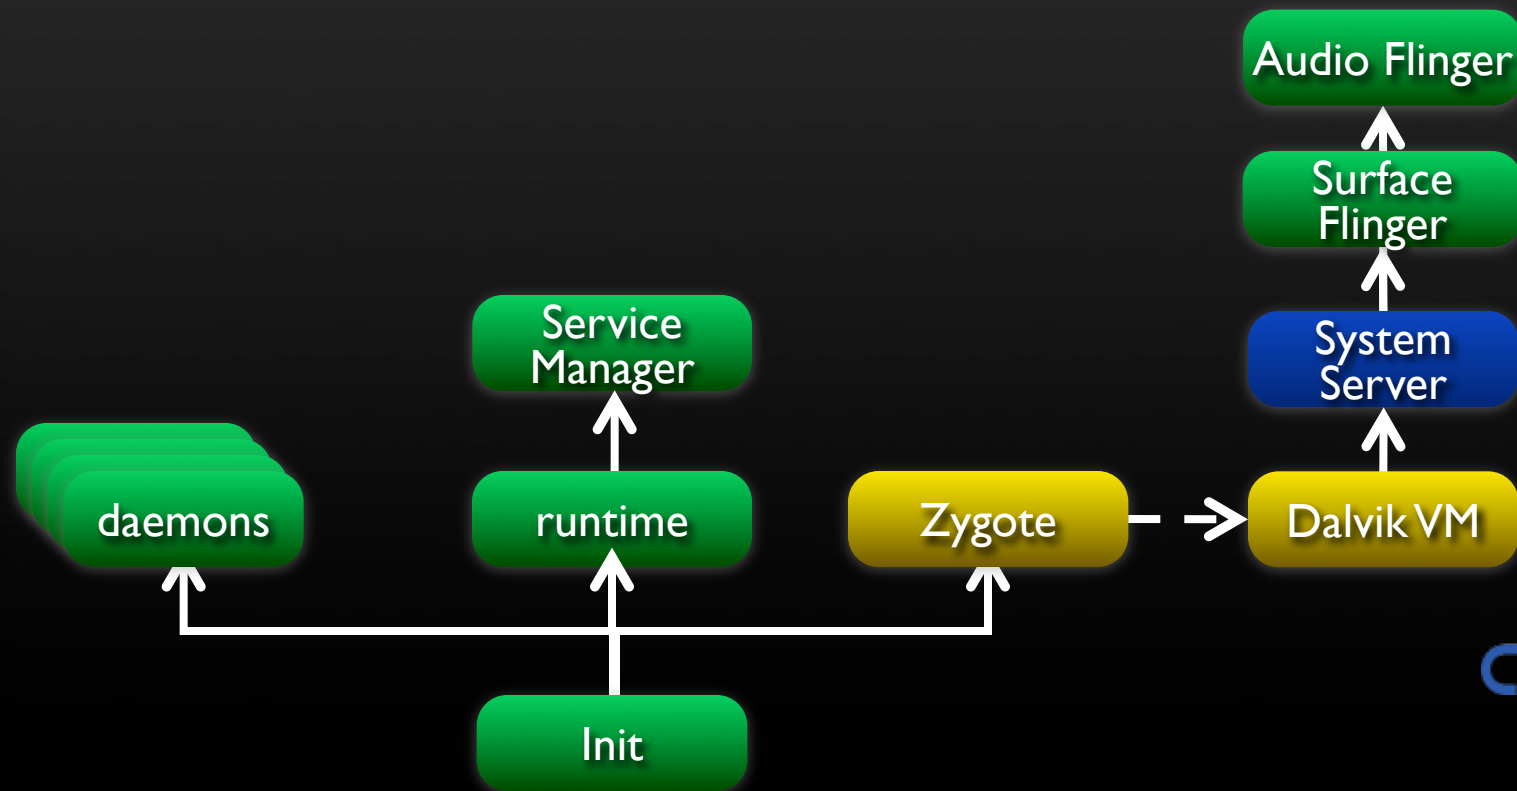 Audio Flinger
Surface
Flinger
System
Server
Service
Manager
daemons
runtime
Zygote
Dalvik VM
Init